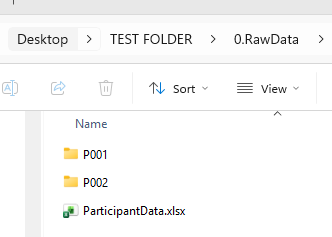 Desktop > TEST FOLDER > 0.RawData >
Sort View
Name
P001
P002
ParticipantData.xlsx